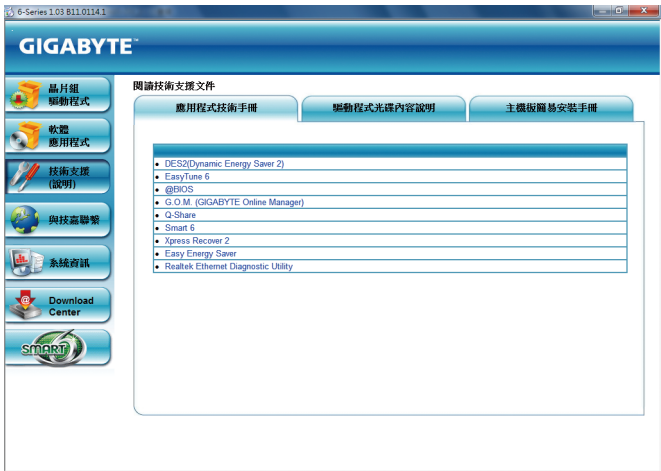 6-Series 1.03 B11.0114.1
GIGABYTE™
晶片組
驅動程式
軟體
應用程式
技術支援
(說明)
與技嘉聯繫
系統資訊
Download
Center
SMART 6
閱讀技術支援文件
應用程式技術手冊
驅動程式光碟內容說明
主機板簡易安裝手冊
• DES2(Dynamic Energy Saver 2)
• EasyTune 6
• @BIOS
• G.O.M. (GIGABYTE Online Manager)
• Q-Share
• Smart 6
• Xpress Recover 2
• Easy Energy Saver
• Realtek Ethernet Diagnostic Utility